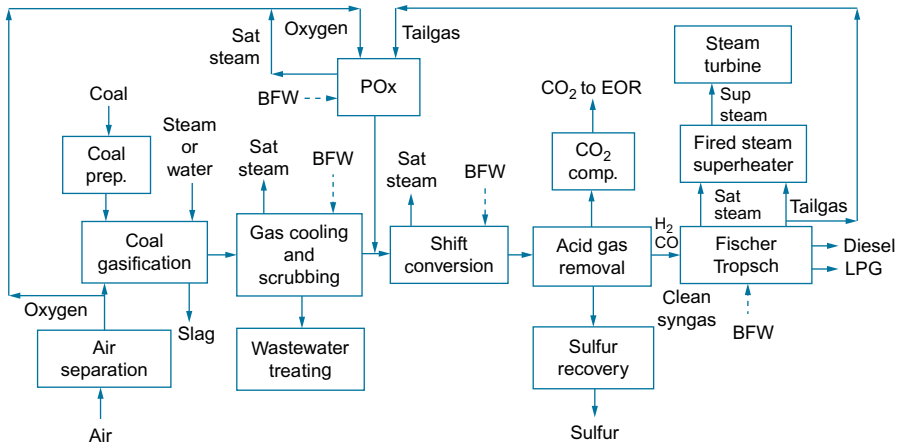 Oxygen
Tailgas
Sat
steam
POx
BFW
Steam
turbine
CO₂ to EOR
Sup
steam
Coal
Coal
prep.
Steam
or
water
Sat
steam
BFW
Sat
steam
BFW
CO₂
comp.
Fired steam
superheater
Sat
steam
Tailgas
Coal
gasification
Gas cooling
and
scrubbing
Shift
conversion
Acid gas
removal
H₂
CO
Fischer
Tropsch
Diesel
LPG
Oxygen
Slag
Clean
syngas
BFW
Air
separation
Wastewater
treating
Sulfur
recovery
Air
Sulfur